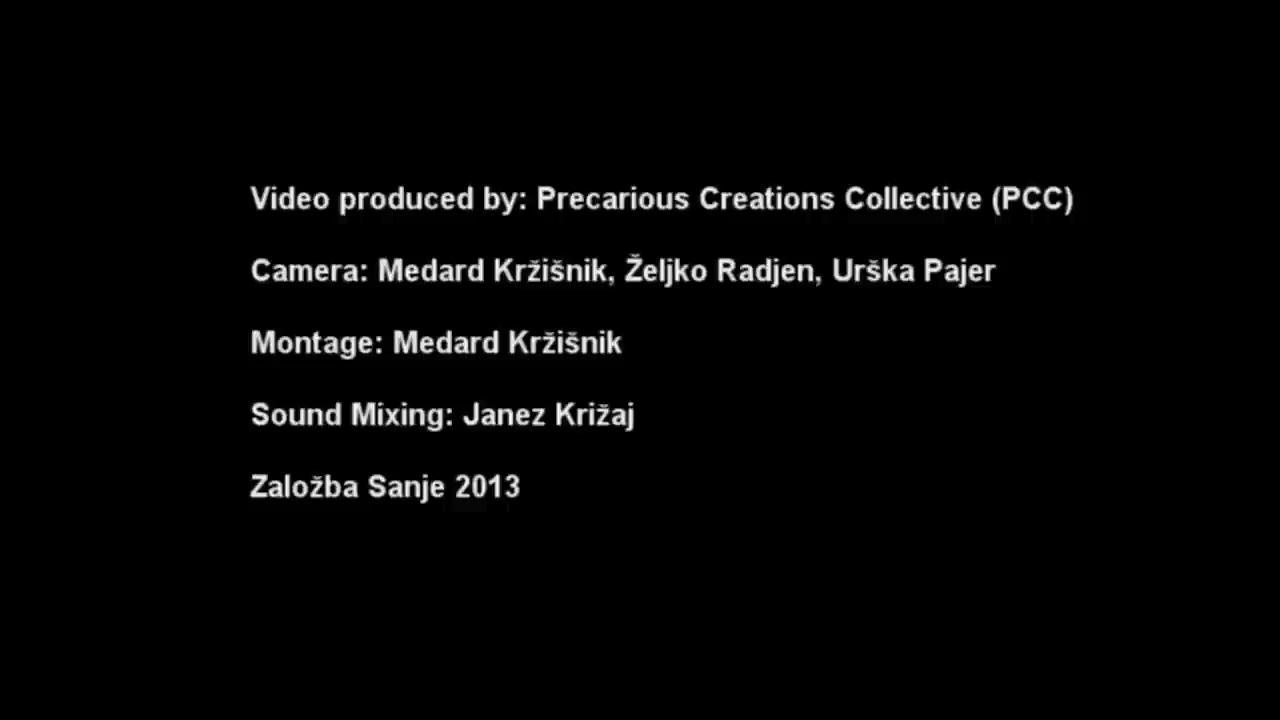 Video produced by: Precarious Creations Collective (PCC)
Camera: Medard Kržišnik, Željko Radjen, Urška Pajer
Montage: Medard Kržišnik
Sound Mixing: Janez Križaj
Založba Sanje 2013